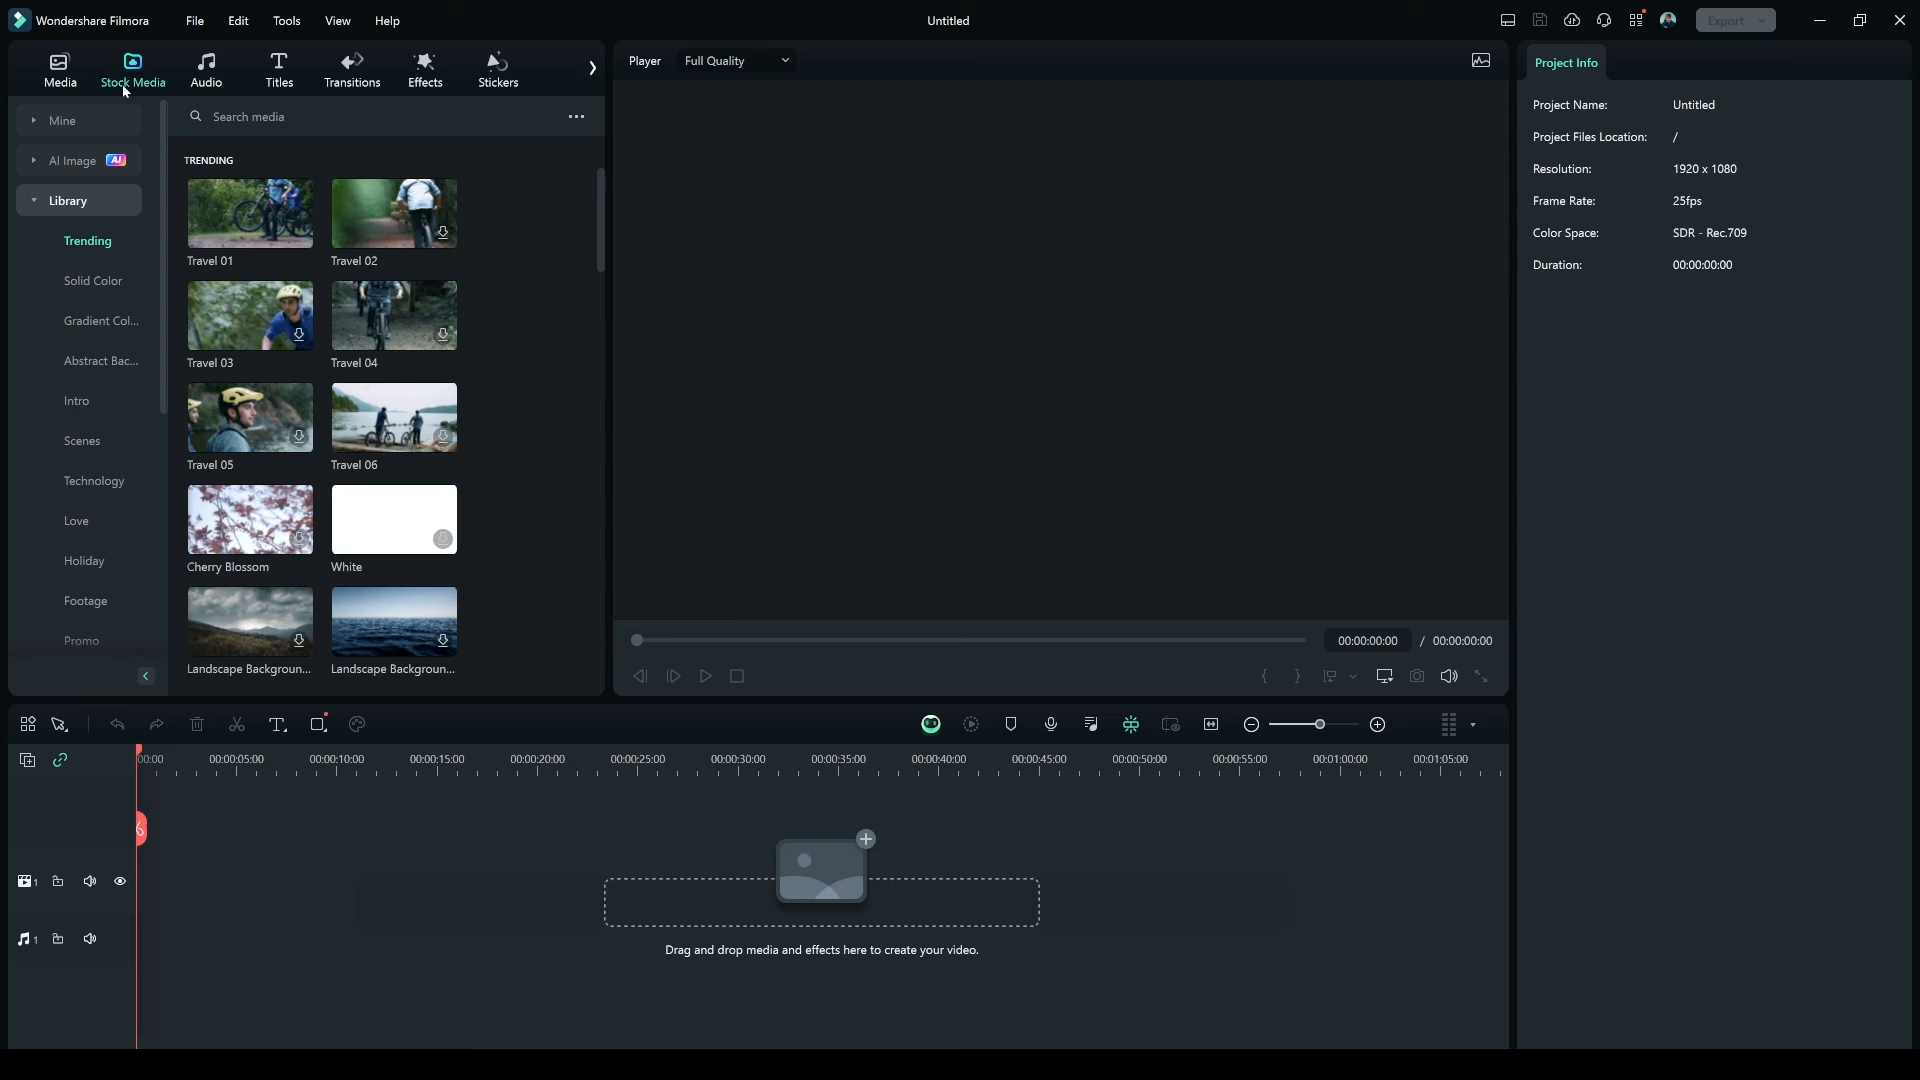 Wondershare Filmora
File
Edit
Tools
View
Help
Untitled
Export
Media
Stock Media
Audio
Titles
Transitions
Effects
Stickers
Player
Full Quality
Project Info
Mine
AI Image AI
Library
Trending
Solid Color
Gradient Col...
Abstract Bac...
Intro
Scenes
Technology
Love
Holiday
Footage
Promo
Search media
TRENDING
Travel 01
Travel 02
Travel 03
Travel 04
Travel 05
Travel 06
Cherry Blossom
White
Landscape Backgroun...
Landscape Backgroun...
00:00:00:00 / 00:00:00:00
Project Name: Untitled
Project Files Location: /
Resolution: 1920 x 1080
Frame Rate: 25fps
Color Space: SDR - Rec.709
Duration: 00:00:00:00
00:00
00:00:05:00
00:00:10:00
00:00:15:00
00:00:20:00
00:00:25:00
00:00:30:00
00:00:35:00
00:00:40:00
00:00:45:00
00:00:50:00
00:00:55:00
00:01:00:00
00:01:05:00
1
1
Drag and drop media and effects here to create your video.